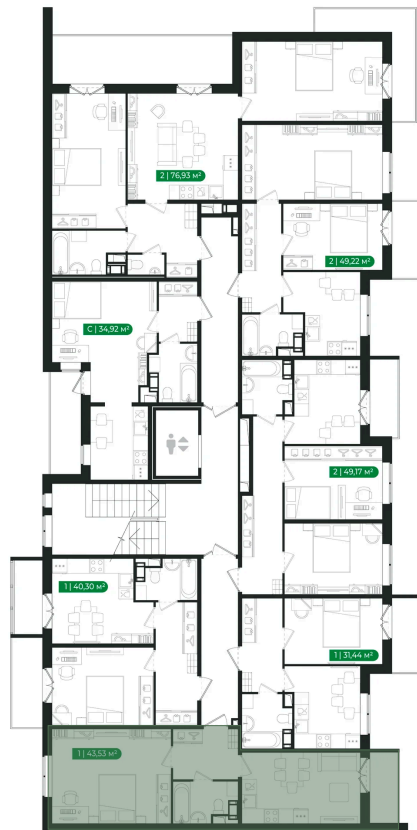 2 | 76,93 м²
2 | 49,22 м²
С | 34,92 м²
2 | 49,17 м²
1 | 40,30 м²
1 | 31,44 м²
1 | 43,53 м²